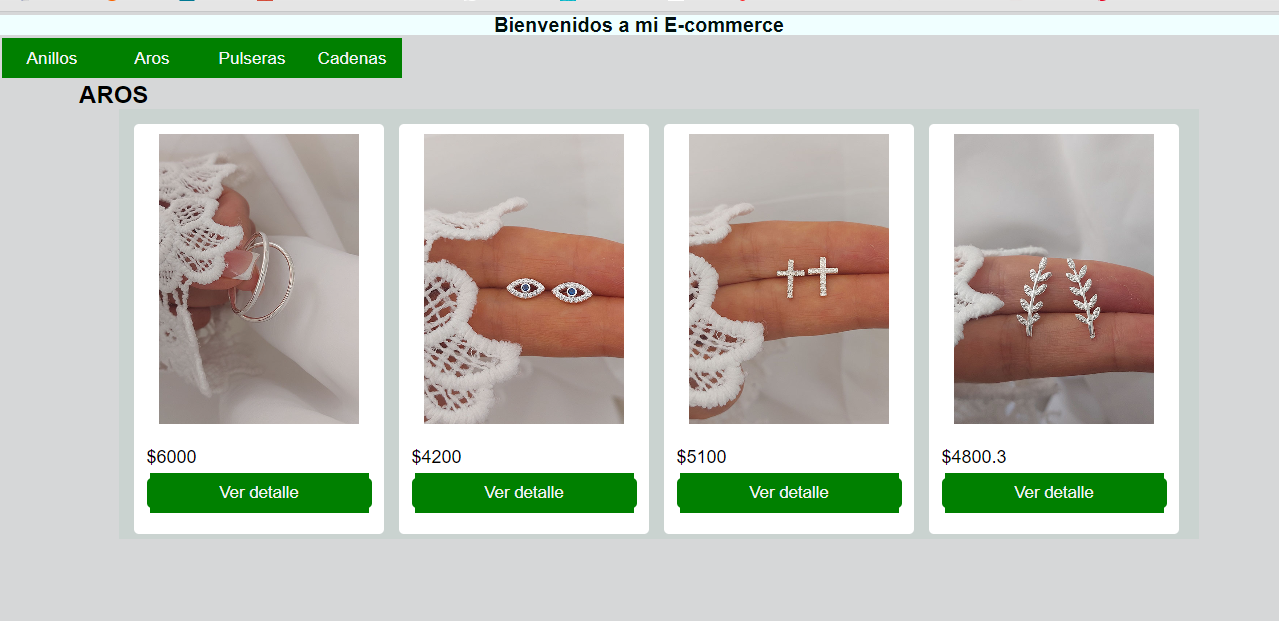 Bienvenidos a mi E-commerce
Anillos Aros Pulseras Cadenas
AROS
$6000 $4200 $5100 $4800.3
Ver detalle Ver detalle Ver detalle Ver detalle